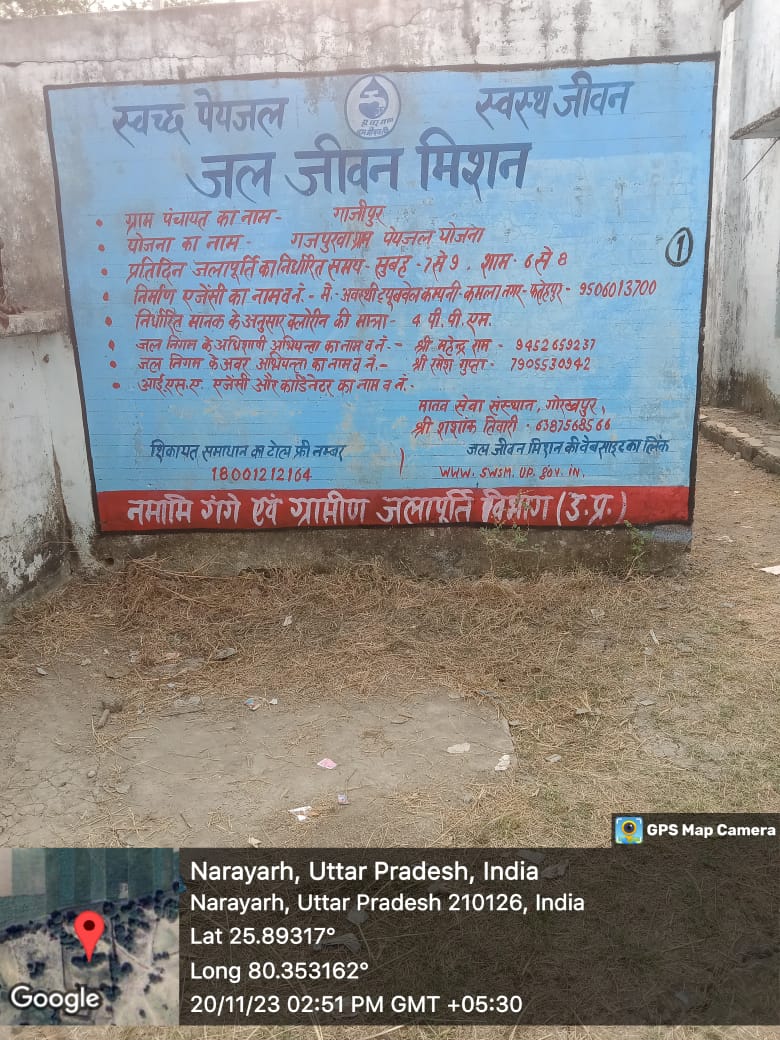 स्वच्छ पेयजल स्वस्थ जीवन
जल जीवन मिशन
• ग्राम पंचायत का नाम- गाजीपुर
• योजना का नाम- गजपुरवा ग्राम पेयजल योजना
• प्रतिदिन जलापूर्ति का निर्धारित समय- सुबह -7 से 9, शाम- 6 से 8
• निर्माण एजेंसी का नाम व नं.- मे.- अवस्थी ट्यूबवेल कम्पनी- कमला नगर- फतेहपुर - 9506013700
• निर्धारित मानक के अनुसार क्लोरीन की मात्रा- 4 पी.पी.एम.
• जल निगम के अधिशाषी अभियन्ता का नाम व नं.- श्री महेन्द्र राम - 9452659237
• जल निगम के अवर अभियन्ता का नाम व नं.- श्री रमेश गुप्ता- 7905530942
• आई.एस.ए एजेंसी और कार्डिनेटर का नाम व नं.-
मानव सेवा संस्थान, गोरखपुर,
श्री शशांक तिवारी - 6387568566
शिकायत समाधान का टोल फ्री नम्बर
18001212164
जल जीवन मिशन की वेबसाइट का लिंक
www.swsm.up.gov.in.
नमामि गंगे एवं ग्रामीण जलापूर्ति विभाग (उ.प्र.)
1
GPS Map Camera
Narayarh, Uttar Pradesh, India
Narayarh, Uttar Pradesh 210126, India
Lat 25.89317°
Long 80.353162°
20/11/23 02:51 PM GMT +05:30
Google